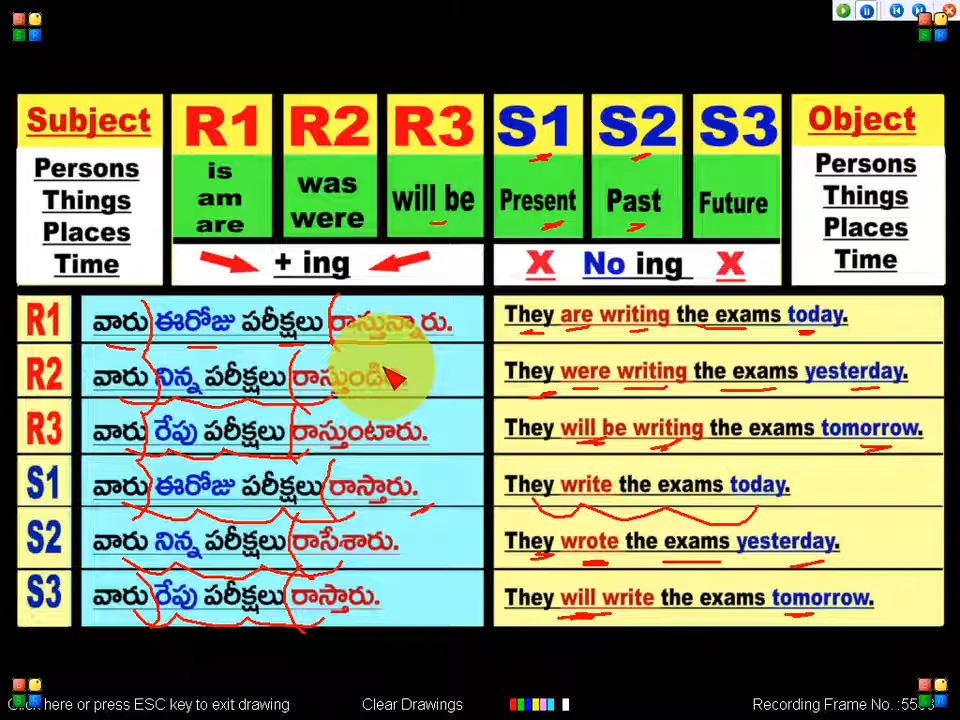 Subject R1 R2 R3 S1 S2 S3 Object
Persons
Things
Places
Time
is
am
are
was
were
will be
Present
Past
Future
Persons
Things
Places
Time
+ ing
X No ing X
R1 వారు ఈరోజు పరీక్షలు రాస్తున్నారు. They are writing the exams today.
R2 వారు నిన్న పరీక్షలు They were writing the exams yesterday.
R3 వారు రేపు పరీక్షలు రాస్తుంటారు. They will be writing the exams tomorrow.
S1 వారు ఈరోజు పరీక్షలు రాస్తారు. They write the exams today.
S2 వారు నిన్న పరీక్షలు రాసేశారు. They wrote the exams yesterday.
S3 వారు రేపు పరీక్షలు రాస్తారు. They will write the exams tomorrow.
here or press ESC key to exit drawing Clear Drawings Recording Frame No. :